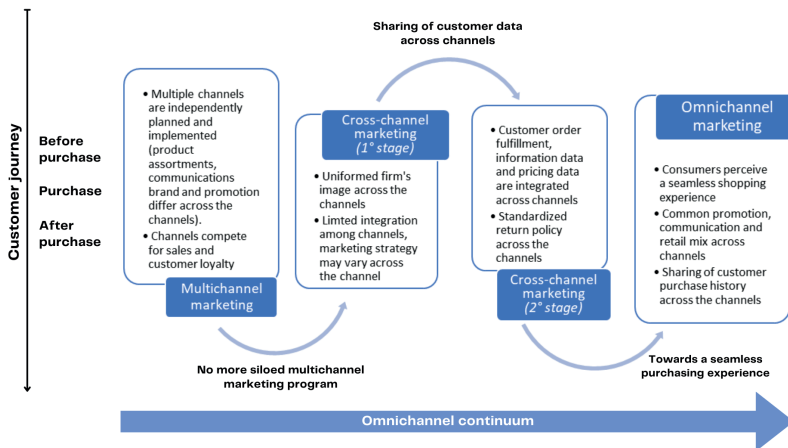 Sharing of customer data
across channels
Customer journey
Before
purchase
Purchase
After
purchase
• Multiple channels
are independently
planned and
implemented
(product
assortments,
communications
brand and promotion
differ across the
channels).
• Channels compete
for sales and
customer loyalty
Multichannel
marketing
No more siloed multichannel
marketing program
Cross-channel
marketing
(1° stage)
• Uniformed firm's
image across the
channels
• Limted integration
among channels,
marketing strategy
may vary across
the channel
• Customer order
fulfillment,
information data
and pricing data
are integrated
across channels
• Standardized
return policy
across the
channels
Cross-channel
marketing
(2° stage)
Towards a seamless
purchasing experience
Omnichannel
marketing
• Consumers perceive
a seamless shopping
experience
• Common promotion,
communication and
retail mix across
channels
• Sharing of customer
purchase history
across the channels
Omnichannel continuum